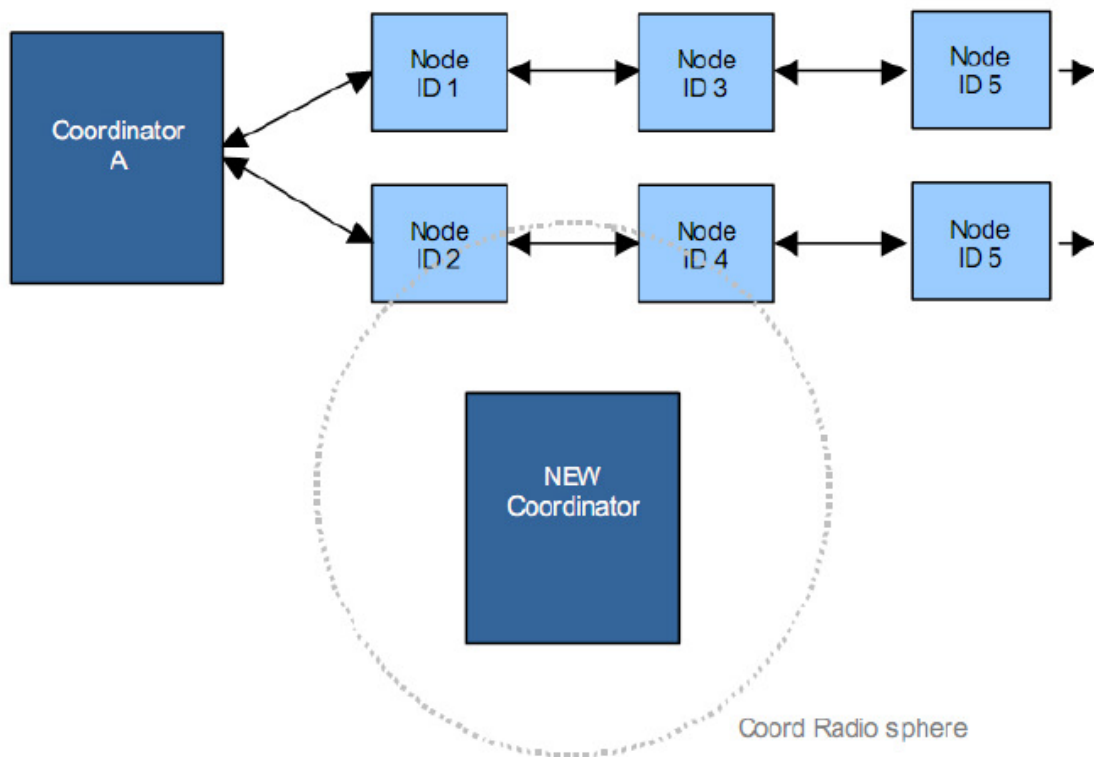 Coordinator
A
Node
ID 1
Node
ID 3
Node
ID 5
Node
ID 2
Node
ID 4
Node
ID 5
NEW
Coordinator
Coord Radio sphere